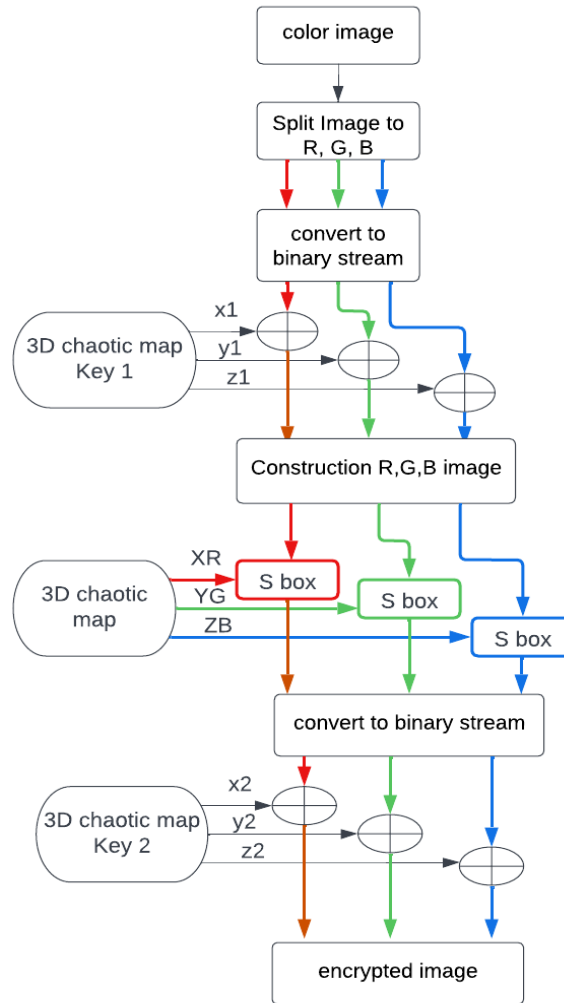 color image
Split Image to
R, G, B
convert to
binary stream
x1
y1
z1
3D chaotic map
Key 1
Construction R,G,B image
XR
YG
ZB
3D chaotic
map
S box
S box
S box
convert to binary stream
x2
y2
z2
3D chaotic map
Key 2
encrypted image